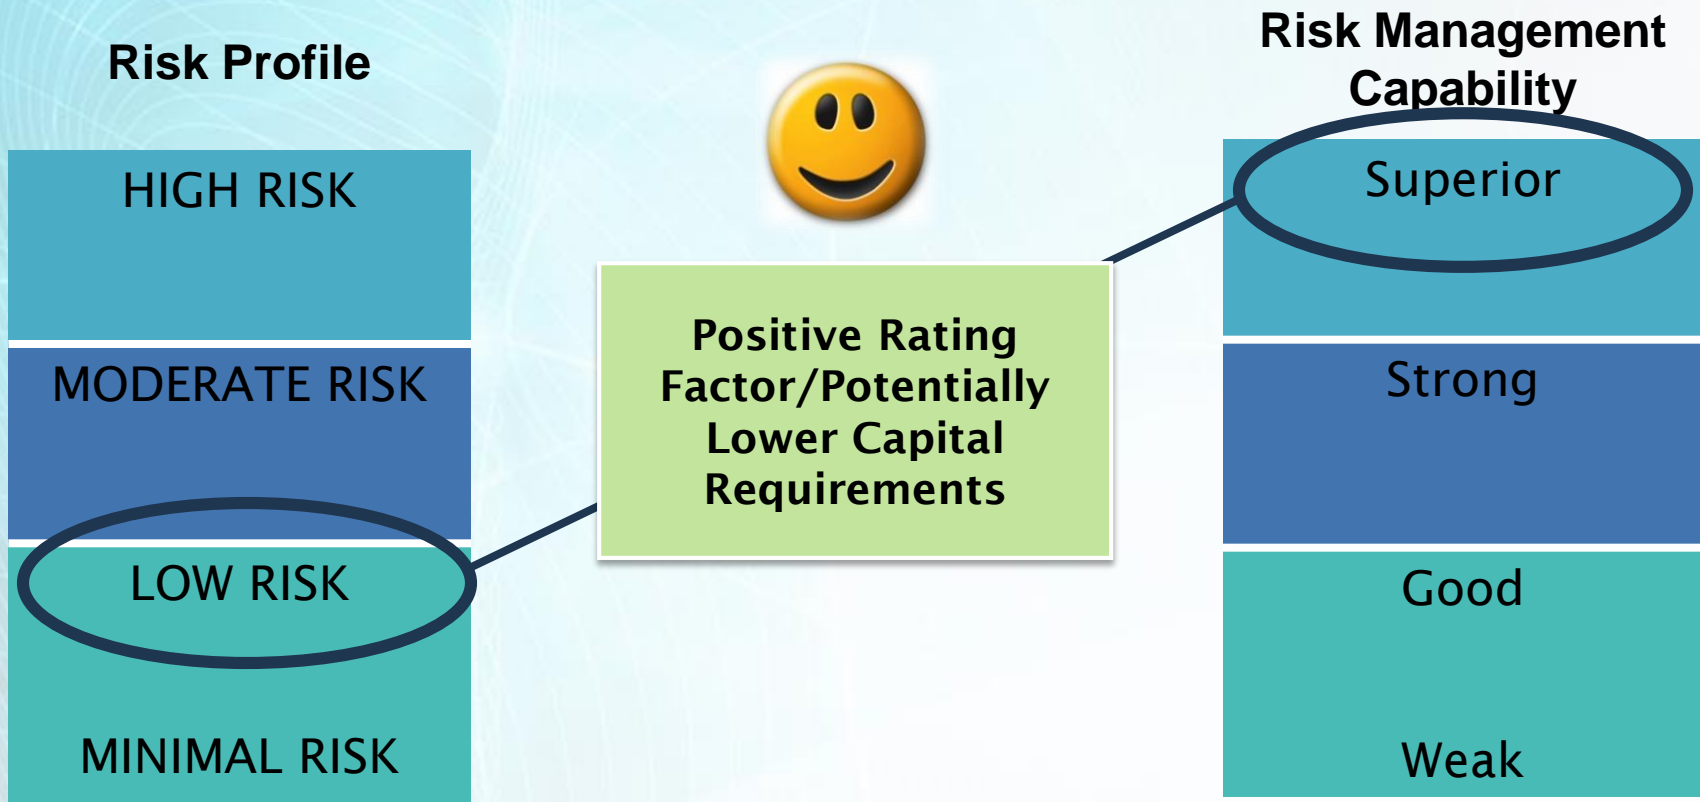 Risk Profile
HIGH RISK
MODERATE RISK
LOW RISK
MINIMAL RISK
Positive Rating
Factor/Potentially
Lower Capital
Requirements
Risk Management
Capability
Superior
Strong
Good
Weak